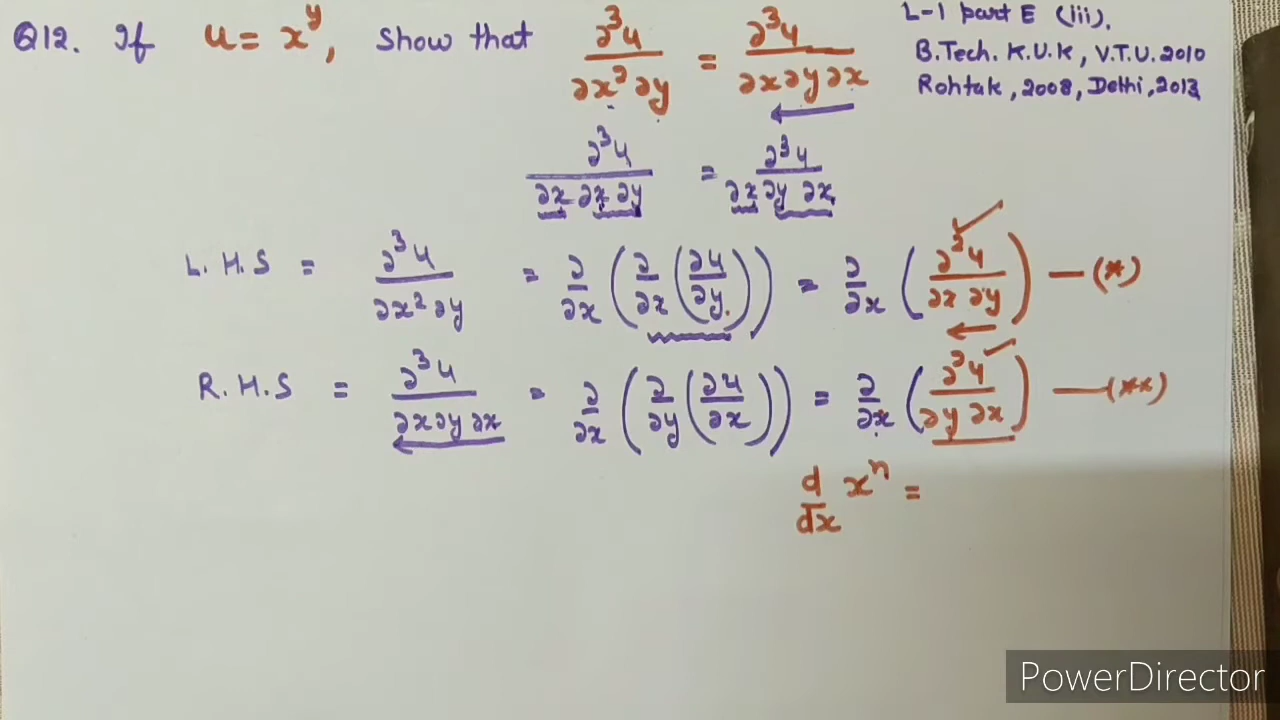 Q12. If u = x^y, show that ∂³u/∂x²∂y = ∂³u/∂x∂y∂x
L-1 part E (iii).
B.Tech. K.U.K, V.T.U. 2010
Rohtak, 2008, Delhi, 2013
∂³u/∂x·∂x·∂y = ∂³u/∂x ∂y ∂x
L.H.S = ∂³u/∂x²∂y = ∂/∂x (∂/∂x (∂u/∂y)) = ∂/∂x (∂²u/∂x ∂y) — (*)
R.H.S = ∂³u/∂x∂y∂x = ∂/∂x (∂/∂y (∂u/∂x)) = ∂/∂x (∂²u/∂y ∂x) — (**)
d/dx x^n =
PowerDirector